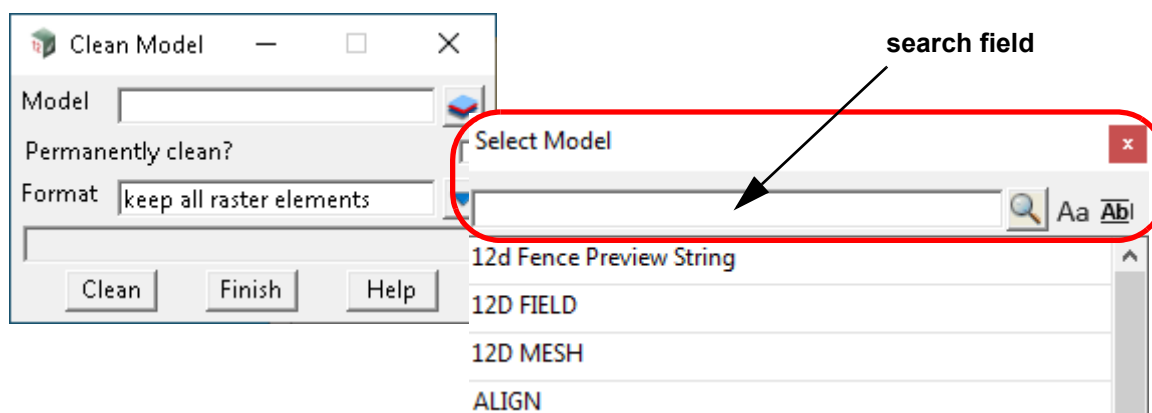 Clean Model
search field
Model
Select Model
Permanently clean?
Format keep all raster elements
Aa Abl
12d Fence Preview String
Clean Finish Help
12D FIELD
12D MESH
ALIGN